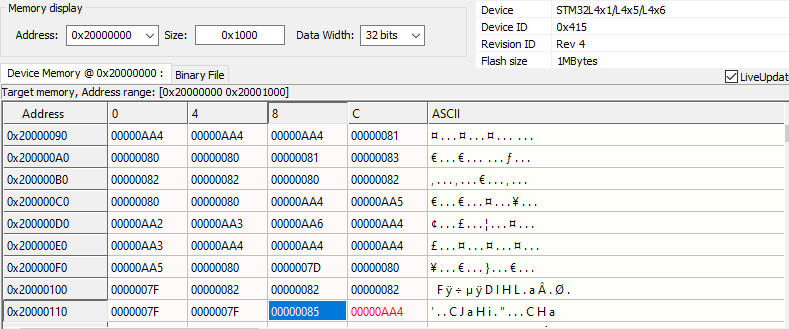 Memory display
Address: 0x20000000 Size: 0x1000 Data Width: 32 bits
Device STM32L4x1/L4x5/L4x6
Device ID 0x415
Revision ID Rev 4
Flash size 1MBytes
Device Memory @ 0x20000000 : Binary File LiveUpdat
Target memory, Address range: [0x20000000 0x20001000]
Address 0 4 8 C ASCII
0x20000090 00000AA4 00000AA4 00000AA4 00000081 ¤...¤...¤... ...
0x200000A0 00000080 00000080 00000081 00000083 €...€... ...ƒ...
0x200000B0 00000082 00000082 00000080 00000082 ‚...‚...€...‚...
0x200000C0 00000080 00000080 00000AA4 00000AA5 €...€...¤...¥...
0x200000D0 00000AA2 00000AA3 00000AA6 00000AA4 ¢...£...¦...¤...
0x200000E0 00000AA3 00000AA4 00000AA4 00000AA4 £...¤...¤...¤...
0x200000F0 00000AA5 00000080 0000007D 00000080 ¥...€...}...€...
0x20000100 0000007F 00000082 00000082 00000082 Fÿ÷µÿDIHL.aÂ.Ø.
0x20000110 0000007F 0000007F 00000085 00000AA4 '..CJaHi."...CHa